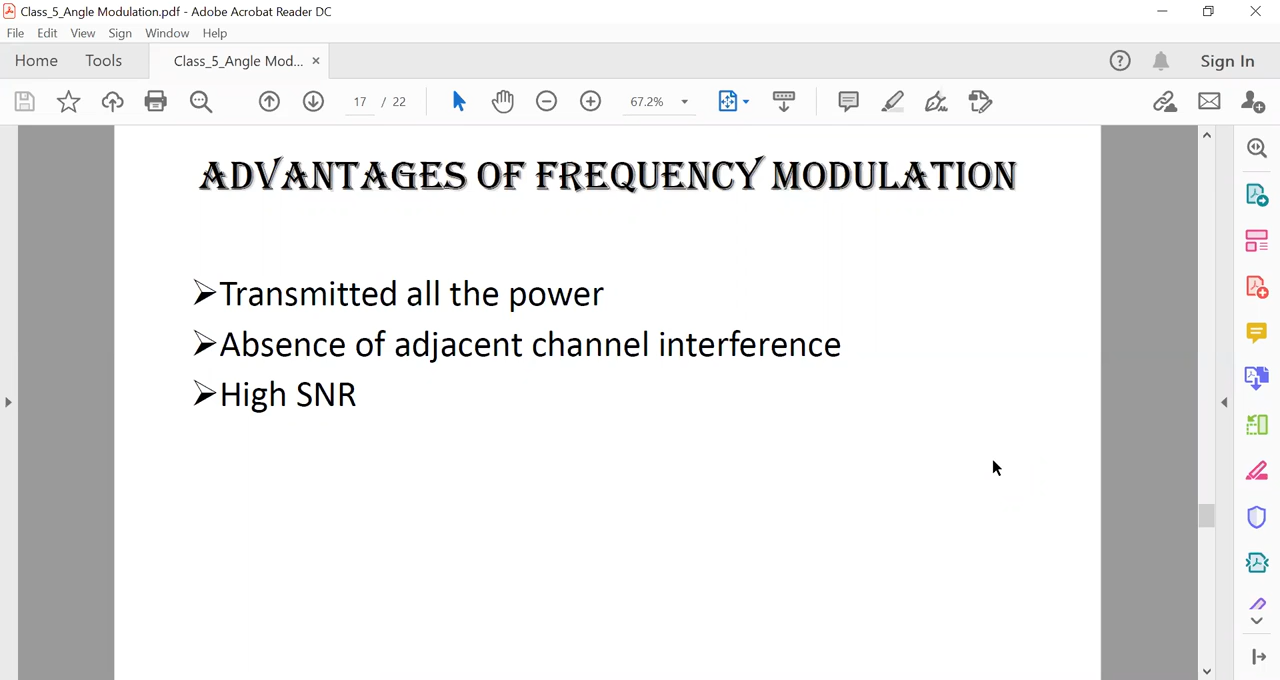 Class_5_Angle Modulation.pdf - Adobe Acrobat Reader DC
File Edit View Sign Window Help
Home Tools Class_5_Angle Mod... × Sign In
17 / 22 67.2%
ADVANTAGES OF FREQUENCY MODULATION
➢Transmitted all the power
➢Absence of adjacent channel interference
➢High SNR